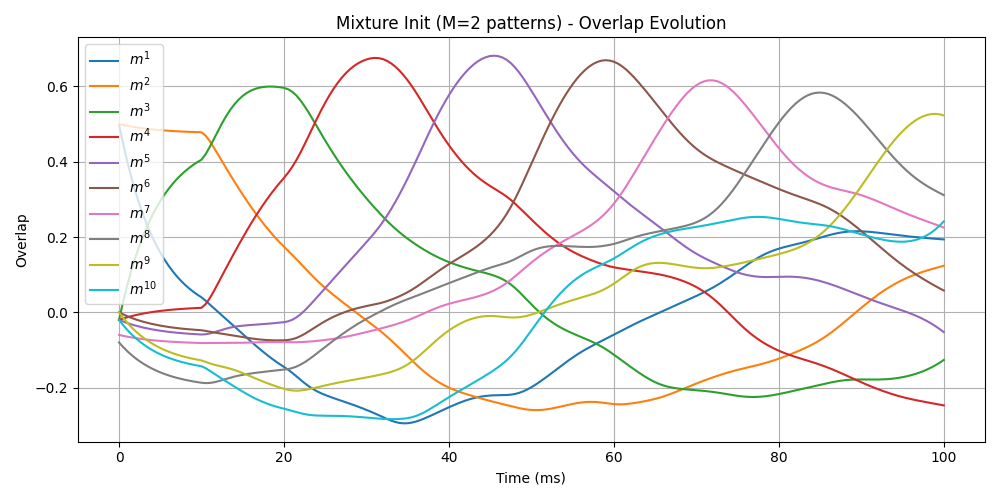 Mixture Init (M=2 patterns) - Overlap Evolution
m¹
m²
m³
m⁴
m⁵
m⁶
m⁷
m⁸
m⁹
m¹⁰
Overlap
0.6
0.4
0.2
0.0
−0.2
0 20 40 60 80 100
Time (ms)